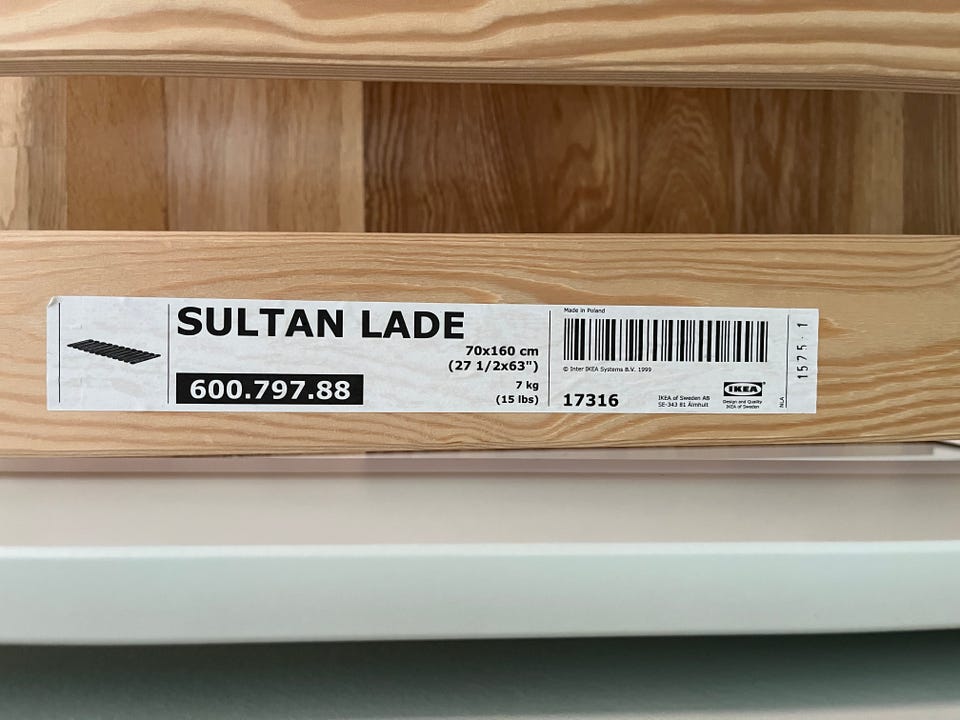 SULTAN LADE
70x160 cm
(27 1/2x63")
600.797.88
7 kg
(15 lbs)
Made in Poland
© Inter IKEA Systems B.V. 1999
17316
IKEA of Sweden AB
SE-343 81 Älmhult
IKEA®
Design and Quality
IKEA of Sweden
NLA
1575 1